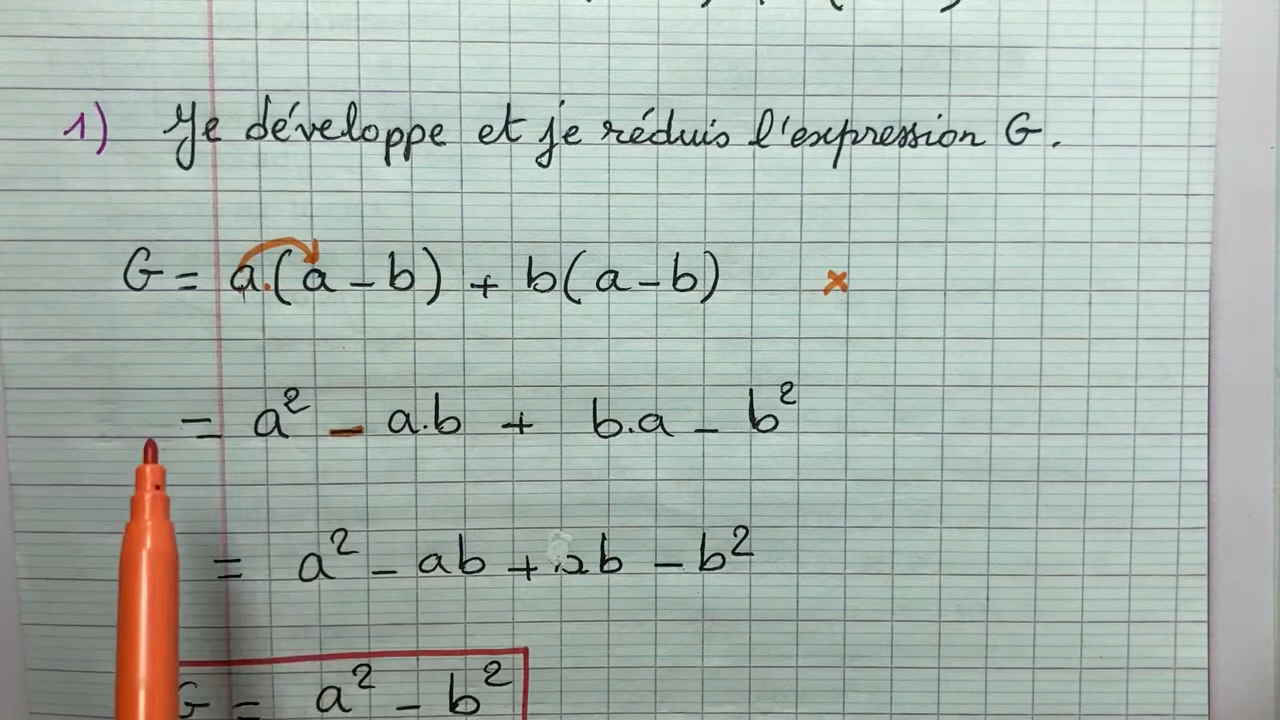 1) Je développe et je réduis l'expression G.
G = a.(a - b) + b(a - b) ×
= a² - a.b + b.a - b²
= a² - ab + ab - b²
G = a² - b²